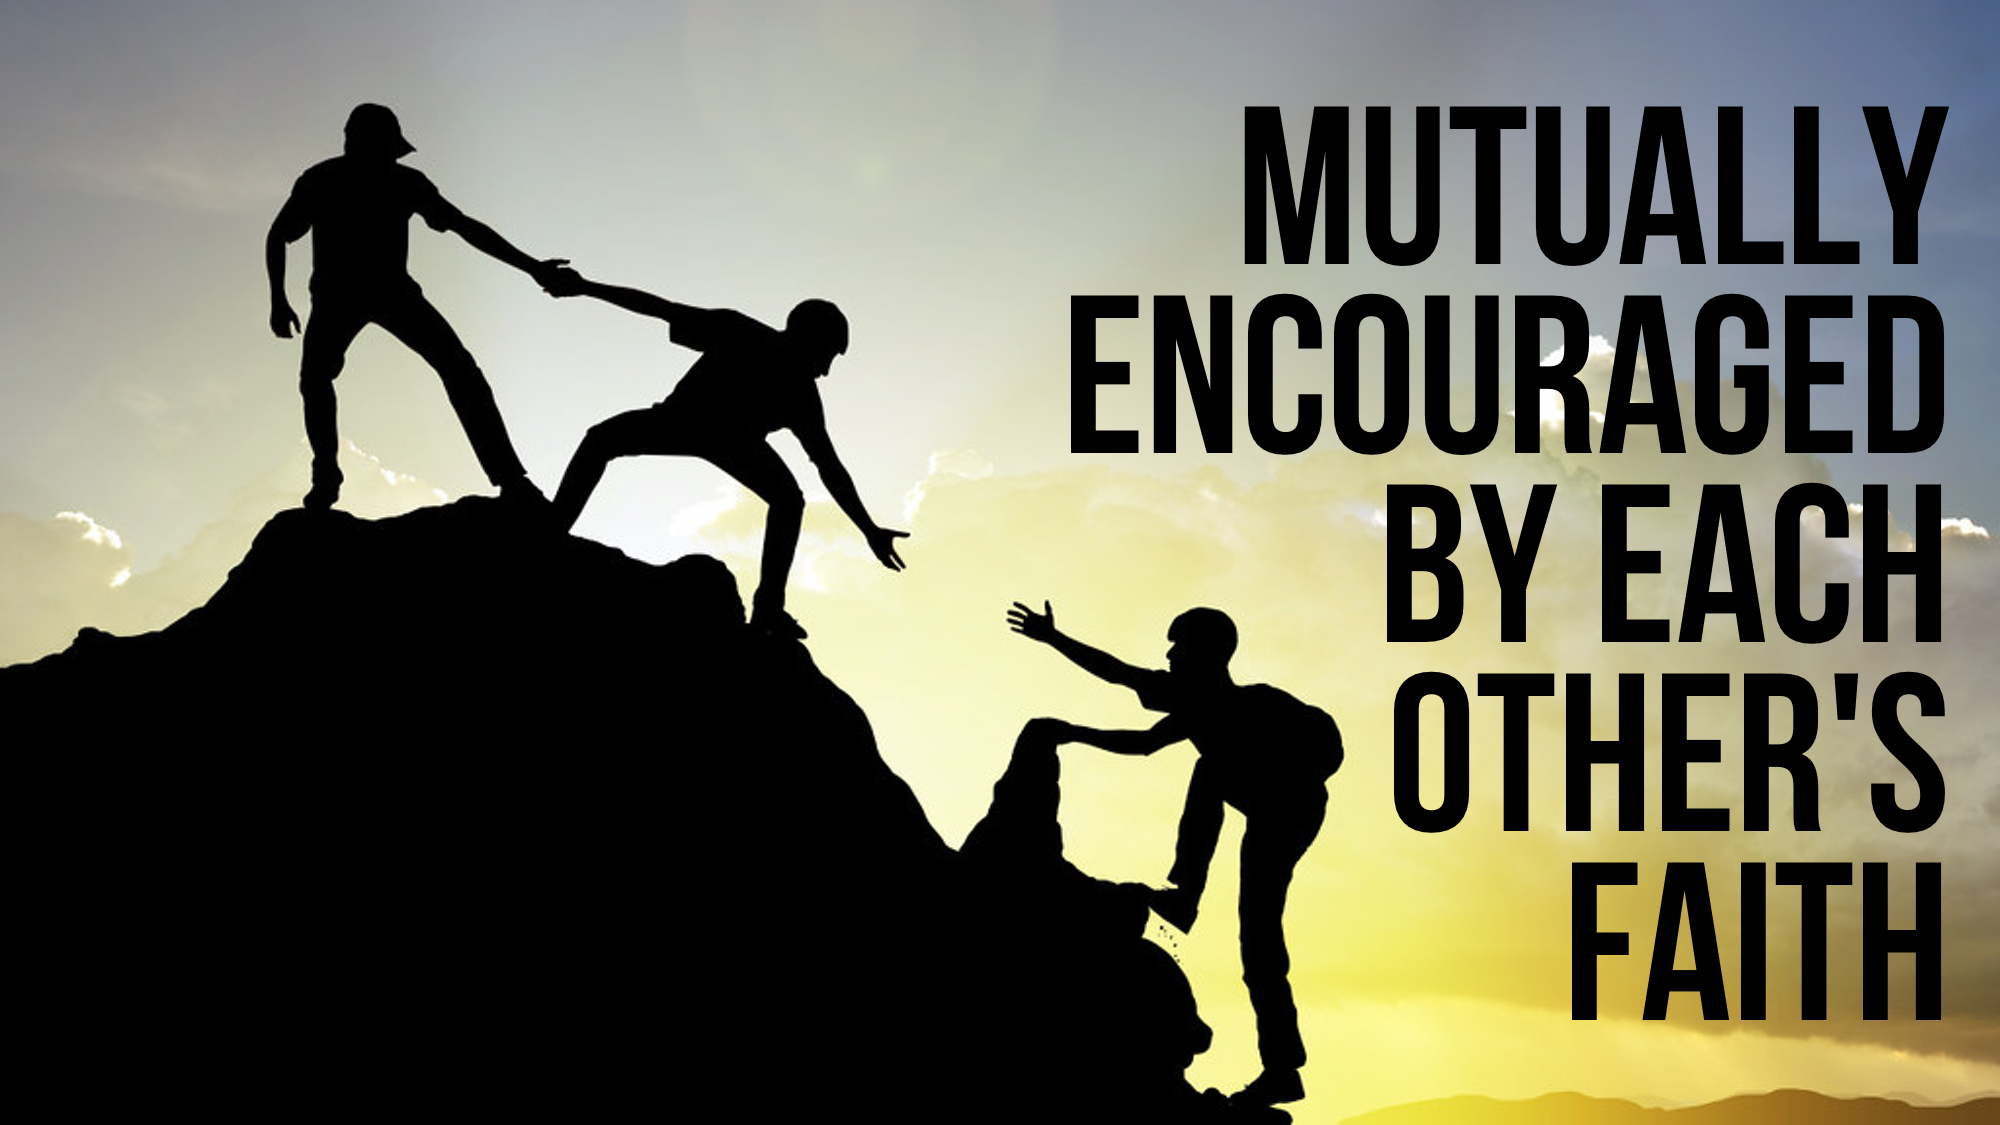 MUTUALLY
ENCOURAGED
BY EACH
OTHER'S
FAITH